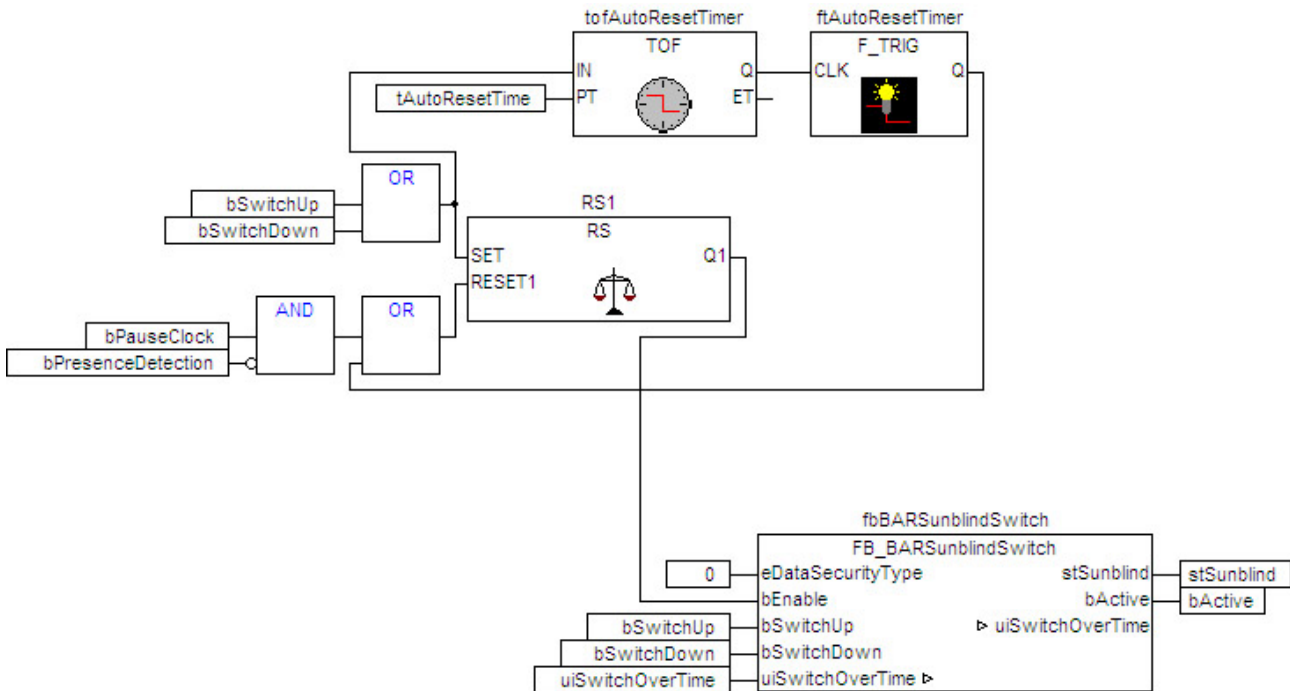 tofAutoResetTimer ftAutoResetTimer
TOF F_TRIG
IN Q CLK Q
tAutoResetTime PT ET
OR
bSwitchUp
bSwitchDown
RS1
RS
SET Q1
RESET1
AND OR
bPauseClock
bPresenceDetection
fbBARSunblindSwitch
FB_BARSunblindSwitch
0 eDataSecurityType stSunblind stSunblind
bEnable bActive bActive
bSwitchUp bSwitchUp ▷ uiSwitchOverTime
bSwitchDown bSwitchDown
uiSwitchOverTime uiSwitchOverTime ▷